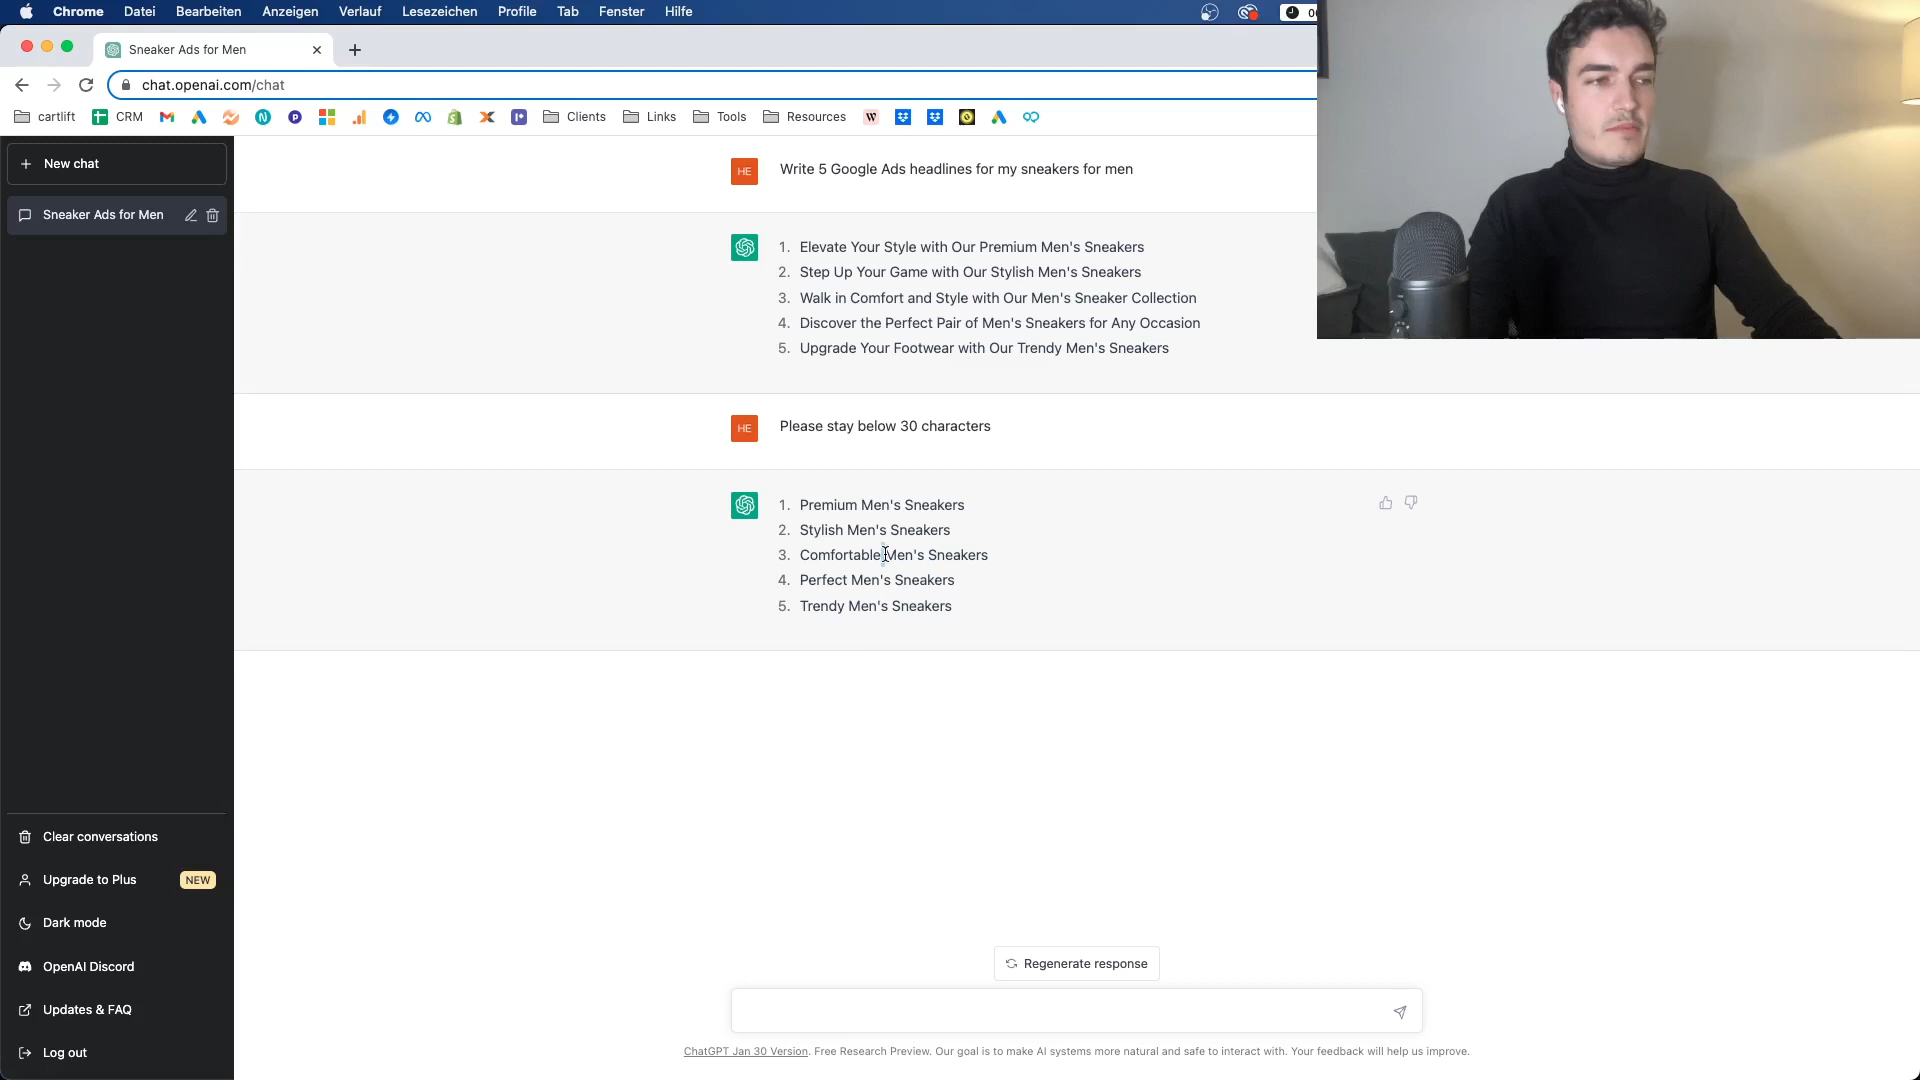 Chrome Datei Bearbeiten Anzeigen Verlauf Lesezeichen Profile Tab Fenster Hilfe
Sneaker Ads for Men
chat.openai.com/chat
cartlift CRM Clients Links Tools Resources
New chat
Sneaker Ads for Men
HE
Write 5 Google Ads headlines for my sneakers for men
1. Elevate Your Style with Our Premium Men's Sneakers
2. Step Up Your Game with Our Stylish Men's Sneakers
3. Walk in Comfort and Style with Our Men's Sneaker Collection
4. Discover the Perfect Pair of Men's Sneakers for Any Occasion
5. Upgrade Your Footwear with Our Trendy Men's Sneakers
HE
Please stay below 30 characters
1. Premium Men's Sneakers
2. Stylish Men's Sneakers
3. Comfortable Men's Sneakers
4. Perfect Men's Sneakers
5. Trendy Men's Sneakers
Clear conversations
Upgrade to Plus NEW
Dark mode
OpenAI Discord
Updates & FAQ
Log out
Regenerate response
ChatGPT Jan 30 Version. Free Research Preview. Our goal is to make AI systems more natural and safe to interact with. Your feedback will help us improve.